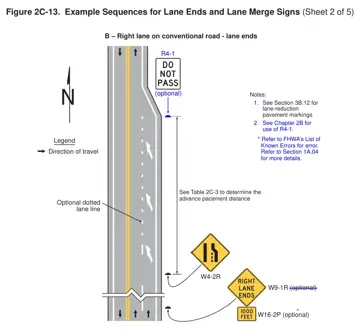 Figure 2C-13. Example Sequences for Lane Ends and Lane Merge Signs (Sheet 2 of 5)
B – Right lane on conventional road - lane ends
R4-1
DO
NOT
PASS
(optional)
N
Legend
Direction of travel
Notes:
1. See Section 3B.12 for
lane-reduction
pavement markings
2. See Chapter 2B for
use of R4-1.
* Refer to FHWA's List of
Known Errors for error.
Refer to Section 1A.04
for more details.
See Table 2C-3 to determine the
advance pacement distance
Optional dotted
lane line
W4-2R
RIGHT
LANE
ENDS
W9-1R (optional)
*
1000
FEET
W16-2P (optional)